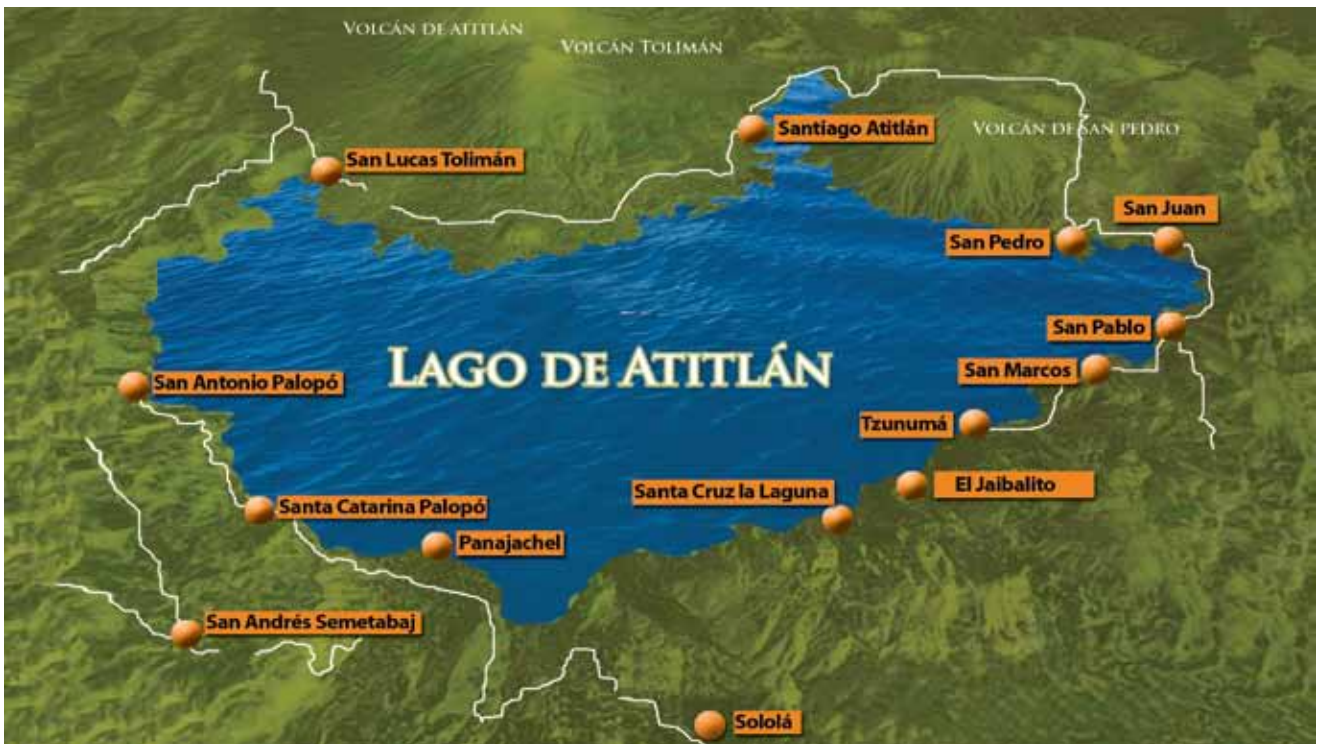 VOLCÁN DE ATITLÁN
VOLCÁN TOLIMÁN
Santiago Atitlán
VOLCÁN DE SAN PEDRO
San Lucas Tolimán
San Juan
San Pedro
San Pablo
LAGO DE ATITLÁN
San Marcos
San Antonio Palopó
Tzunumá
El Jaibalito
Santa Cruz la Laguna
Santa Catarina Palopó
Panajachel
San Andrés Semetabaj
Sololá